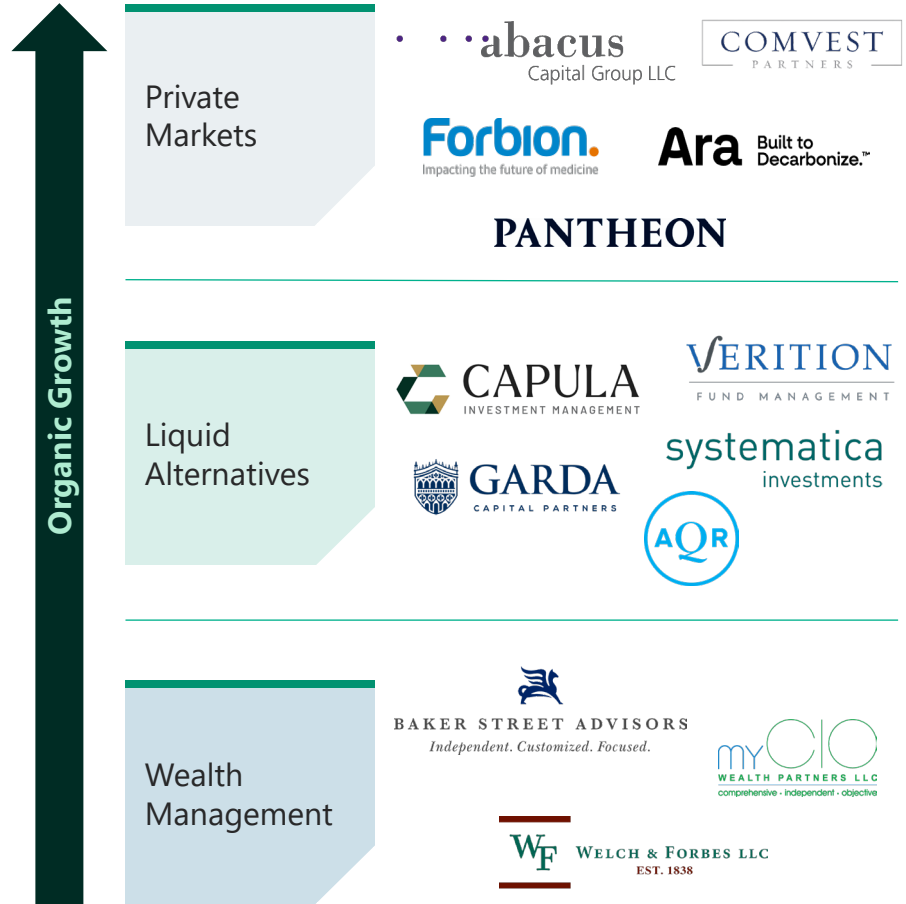 Organic Growth
Private
Markets
abacus
Capital Group LLC
COMVEST
PARTNERS
Forbion.
Impacting the future of medicine
Ara
Built to
Decarbonize.™
PANTHEON
Liquid
Alternatives
CAPULA
INVESTMENT MANAGEMENT
VERITION
FUND MANAGEMENT
GARDA
CAPITAL PARTNERS
systematica
investments
AQR
Wealth
Management
BAKER STREET ADVISORS
Independent. Customized. Focused.
myCIO
WEALTH PARTNERS LLC
comprehensive - independent - objective
WF
WELCH & FORBES LLC
EST. 1838